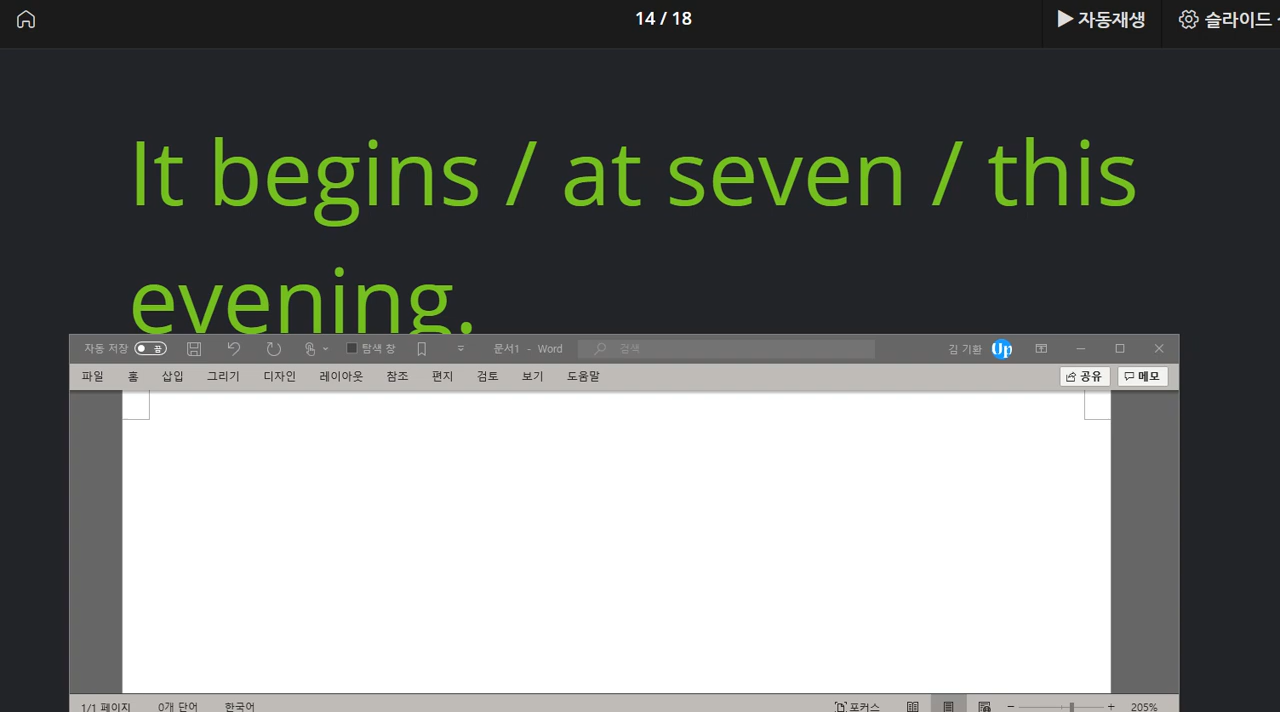 14 / 18
자동재생
슬라이드
It begins / at seven / this
evening.
자동 저장 끔
탐색 창
문서1 - Word
검색
김 기환
Up
파일 홈 삽입 그리기 디자인 레이아웃 참조 편지 검토 보기 도움말
공유 메모
1/1 페이지 0개 단어 한국어
포커스
205%